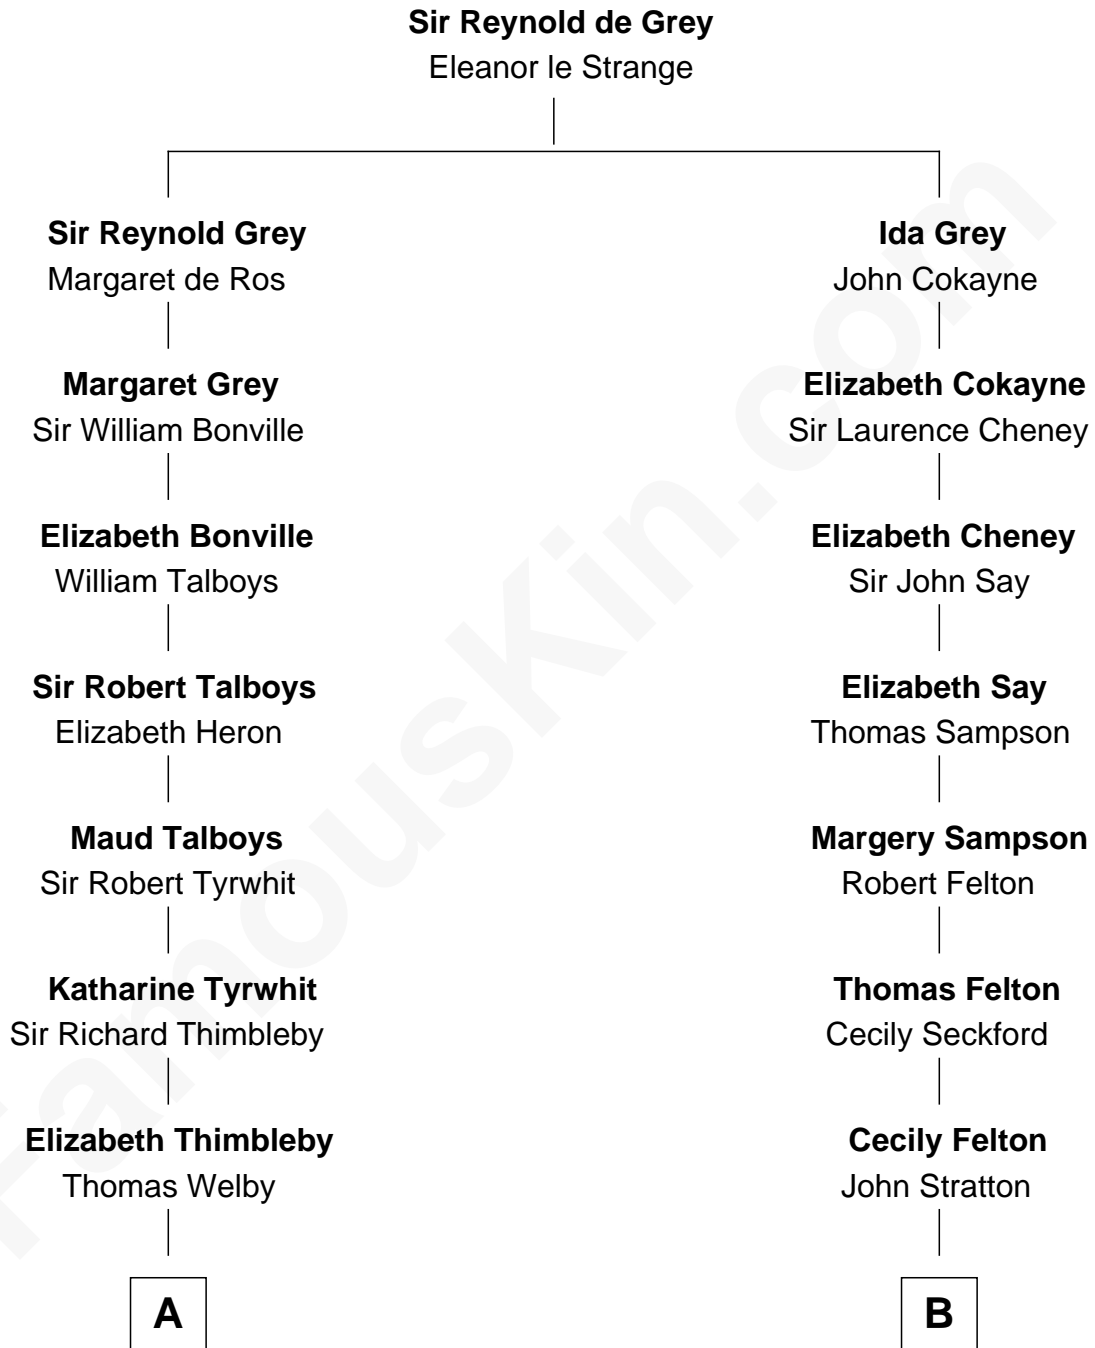 Sir Reynold de Grey
Eleanor le Strange
Sir Reynold Grey
Margaret de Ros
Ida Grey
John Cokayne
Margaret Grey
Sir William Bonville
Elizabeth Cokayne
Sir Laurence Cheney
Elizabeth Bonville
William Talboys
Elizabeth Cheney
Sir John Say
Sir Robert Talboys
Elizabeth Heron
Elizabeth Say
Thomas Sampson
Maud Talboys
Sir Robert Tyrwhit
Margery Sampson
Robert Felton
Katharine Tyrwhit
Sir Richard Thimbleby
Thomas Felton
Cecily Seckford
Elizabeth Thimbleby
Thomas Welby
Cecily Felton
John Stratton
A
B
FamousKin.com